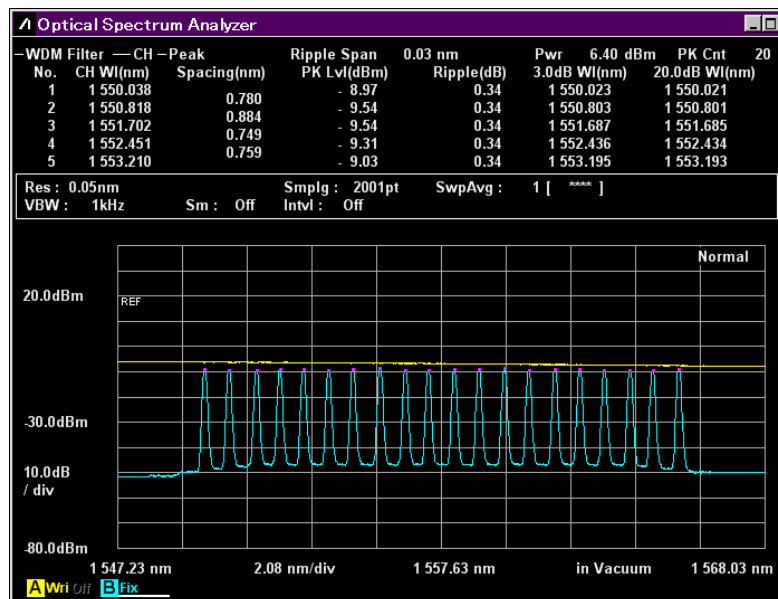 Optical Spectrum Analyzer
WDM Filter — CH — Peak Ripple Span 0.03 nm Pwr 6.40 dBm PK Cnt 20
No. CH Wl(nm) Spacing(nm) PK Lvl(dBm) Ripple(dB) 3.0dB Wl(nm) 20.0dB Wl(nm)
1 1 550.038 - 8.97 0.34 1 550.023 1 550.021
0.780
2 1 550.818 - 9.54 0.34 1 550.803 1 550.801
0.884
3 1 551.702 - 9.54 0.34 1 551.687 1 551.685
0.749
4 1 552.451 - 9.31 0.34 1 552.436 1 552.434
0.759
5 1 553.210 - 9.03 0.34 1 553.195 1 553.193
Res : 0.05nm Smplg : 2001pt SwpAvg : 1 [ **** ]
VBW : 1kHz Sm : Off Intvl : Off
Normal
20.0dBm
REF
-30.0dBm
10.0dB
/ div
-80.0dBm
1 547.23 nm 2.08 nm/div 1 557.63 nm in Vacuum 1 568.03 nm
A Wri Off B Fix